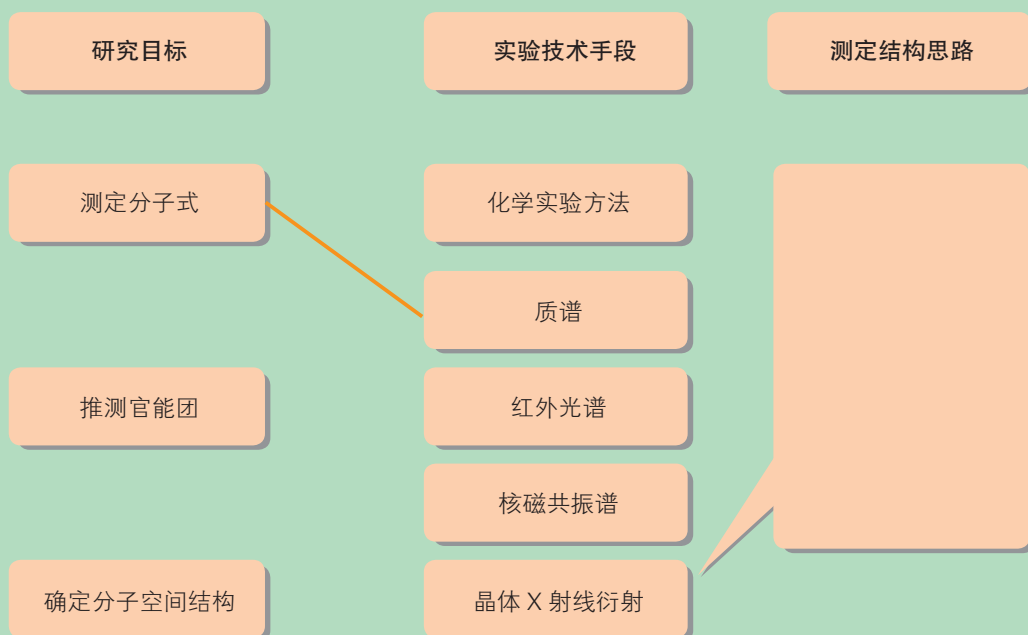 研究目标
实验技术手段
测定结构思路
测定分子式
化学实验方法
质谱
推测官能团
红外光谱
核磁共振谱
确定分子空间结构
晶体 X 射线衍射